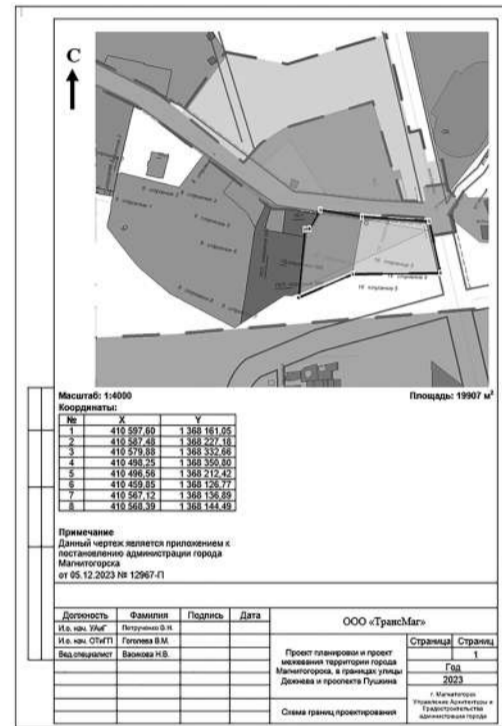 С
Масштаб: 1:4000
Площадь: 19907 м²
Координаты:
№ X Y
1 410 597,60 1 368 161,05
2 410 587,48 1 368 227,18
3 410 579,88 1 368 332,66
4 410 498,25 1 368 350,80
5 410 496,56 1 368 212,42
6 410 459,85 1 368 126,77
7 410 567,12 1 368 136,89
8 410 568,39 1 368 144,49
Примечание
Данный чертеж является приложением к
постановлению администрации города
Магнитогорска
от 05.12.2023 № 12967-П
Должность Фамилия Подпись Дата
И.о. нач. УАиГ
И.о. нач. ОТиГП Гоголева В.М.
Вед.специалист
ООО «ТрансМаг»
Проект планировки и проект
межевания территории города
Магнитогорска, в границах улицы
Дежнева и проспекта Пушкина
Страница Страниц
1
Год
2023
Схема границ проектирования
г. Магнитогорск
Управление Архитектуры и
Градостроительства
администрации города